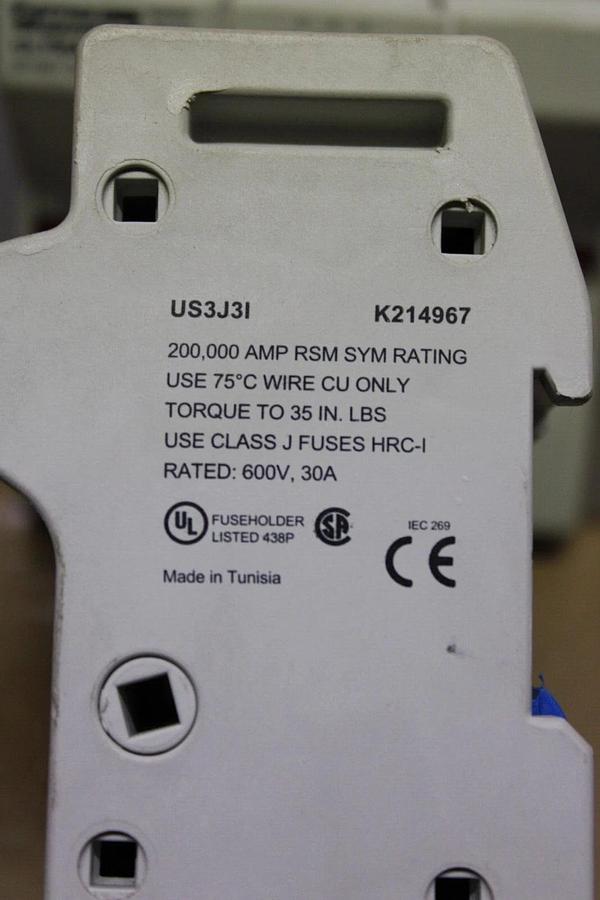 US3J3I K214967
200,000 AMP RSM SYM RATING
USE 75°C WIRE CU ONLY
TORQUE TO 35 IN. LBS
USE CLASS J FUSES HRC-I
RATED: 600V, 30A
UL FUSEHOLDER SA IEC 269
LISTED 438P CE
Made in Tunisia